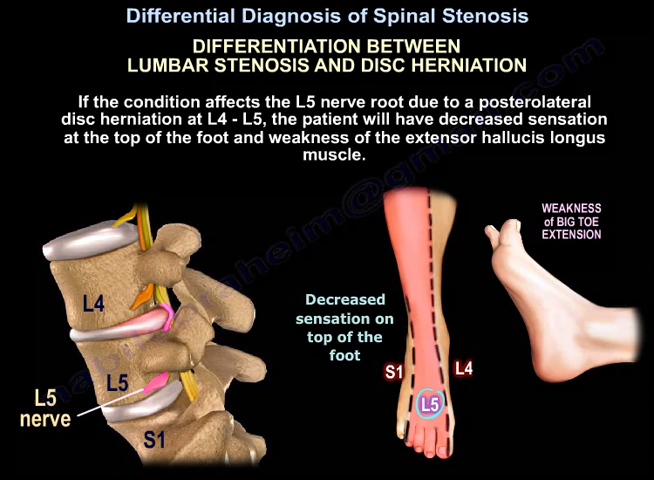 Differential Diagnosis of Spinal Stenosis
DIFFERENTIATION BETWEEN
LUMBAR STENOSIS AND DISC HERNIATION
If the condition affects the L5 nerve root due to a posterolateral
disc herniation at L4 - L5, the patient will have decreased sensation
at the top of the foot and weakness of the extensor hallucis longus
muscle.
WEAKNESS
of BIG TOE
EXTENSION
L4
Decreased
sensation on
top of the
foot
S1
L4
L5
L5
L5
nerve
S1